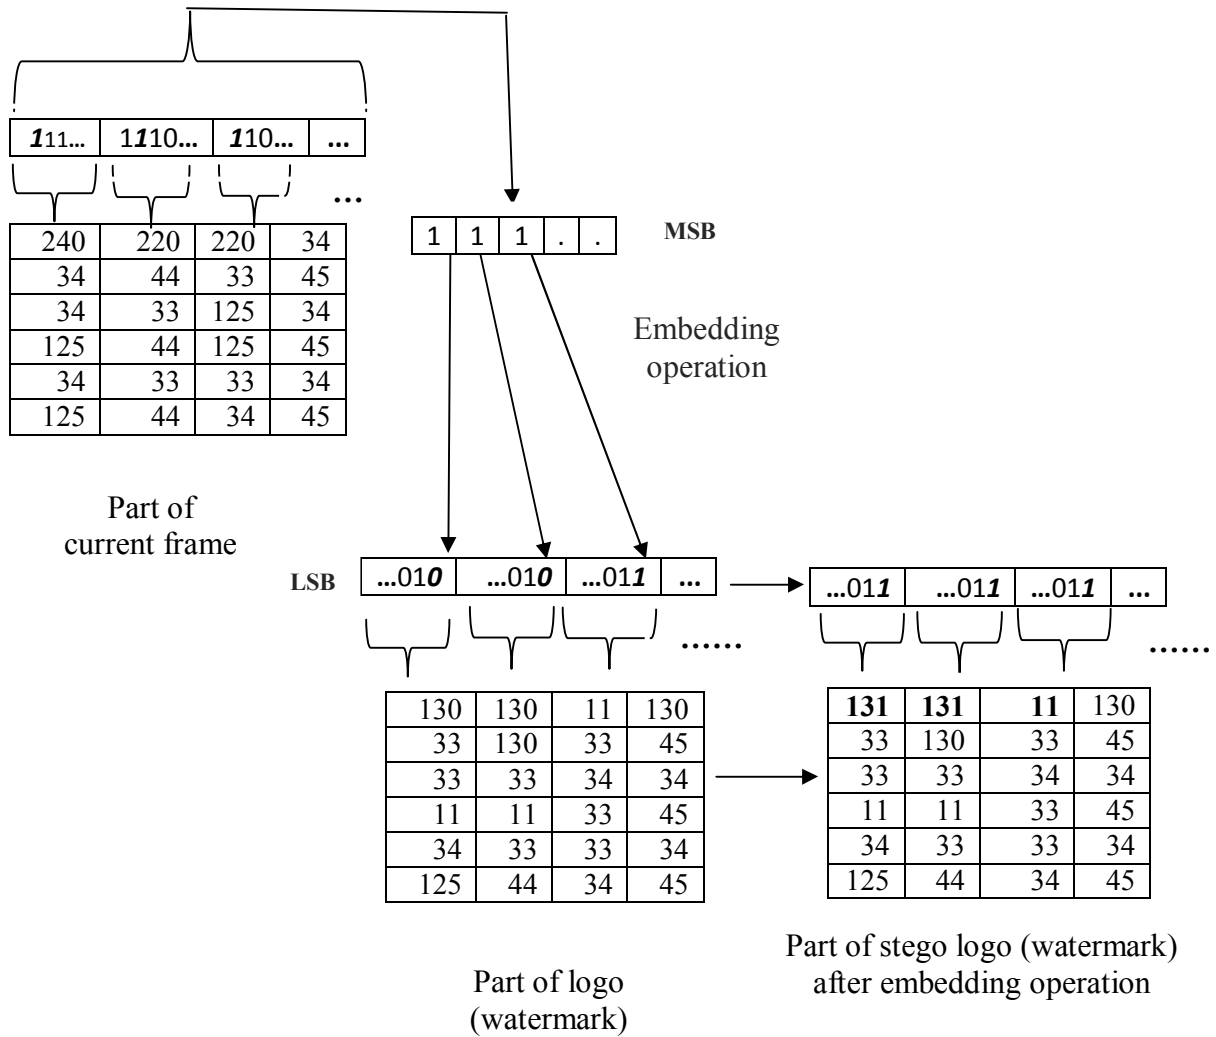 111... 1110... 110... ...
...
240 220 220 34
34 44 33 45
34 33 125 34
125 44 125 45
34 33 33 34
125 44 34 45
Part of
current frame
1 1 1 . .
MSB
Embedding
operation
LSB
...010 ...010 ...011 ...
......
130 130 11 130
33 130 33 45
33 33 34 34
11 11 33 45
34 33 33 34
125 44 34 45
Part of logo
(watermark)
...011 ...011 ...011 ...
......
131 131 11 130
33 130 33 45
33 33 34 34
11 11 33 45
34 33 33 34
125 44 34 45
Part of stego logo (watermark)
after embedding operation